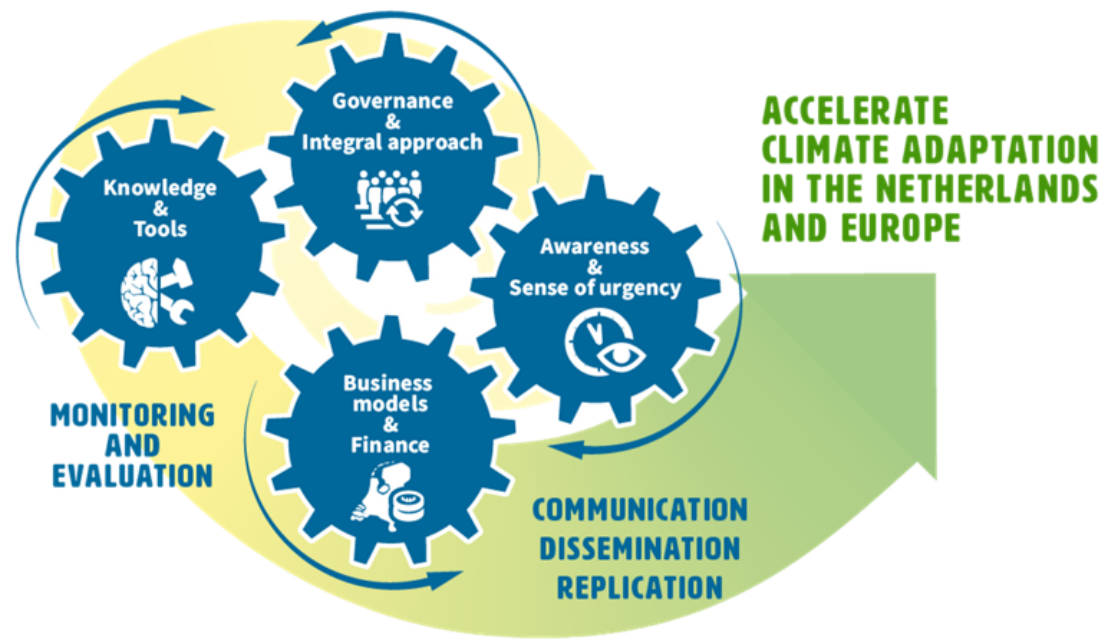 Governance
&
Integral approach
Knowledge
&
Tools
Awareness
&
Sense of urgency
Business
models
&
Finance
MONITORING
AND
EVALUATION
COMMUNICATION
DISSEMINATION
REPLICATION
ACCELERATE
CLIMATE ADAPTATION
IN THE NETHERLANDS
AND EUROPE